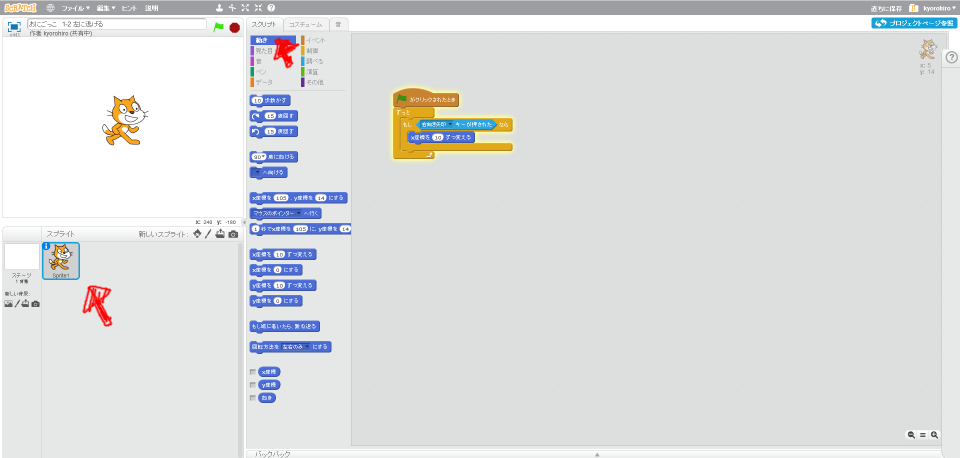 SCRATCH ファイル▼ 編集▼ ヒント 説明 直ちに保存 kyorohiro▼
おにごっこ 1-2 左に逃げる
作者 kyorohiro (共有中)
プロジェクトページ参照
スクリプト コスチューム 音
動き イベント
見た目 制御
音 調べる
ペン 演算
データ その他
x: 5
y: 14
10 歩動かす
15 度回す
15 度回す
90▼ 度に向ける
へ向ける
x座標を 105 、y座標を 14 にする
マウスのポインター へ行く
1 秒でx座標を 105 に、y座標を 14
x座標を 10 ずつ変える
x座標を 0 にする
y座標を 10 ずつ変える
y座標を 0 にする
もし端に着いたら、跳ね返る
回転方法を 左右のみ にする
x座標
y座標
向き
がクリックされたとき
ずっと
もし 右向き矢印 キーが押された なら
x座標を 10 ずつ変える
x: 240 y: -180
スプライト 新しいスプライト:
ステージ
1 背景
新しい背景:
Sprite1
バックパック